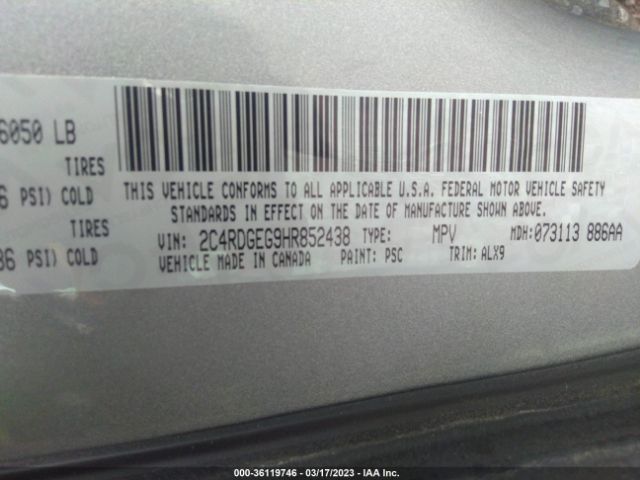 6050 LB
TIRES
6 PSI) COLD
TIRES
36 PSI) COLD
THIS VEHICLE CONFORMS TO ALL APPLICABLE U.S.A. FEDERAL MOTOR VEHICLE SAFETY
STANDARDS IN EFFECT ON THE DATE OF MANUFACTURE SHOWN ABOVE.
VIN: 2C4RDGEG9HR852438 TYPE: MPV MDH:073113 886AA
VEHICLE MADE IN CANADA PAINT: PSC TRIM: ALX9
000-36119746 - 03/17/2023 - IAA Inc.